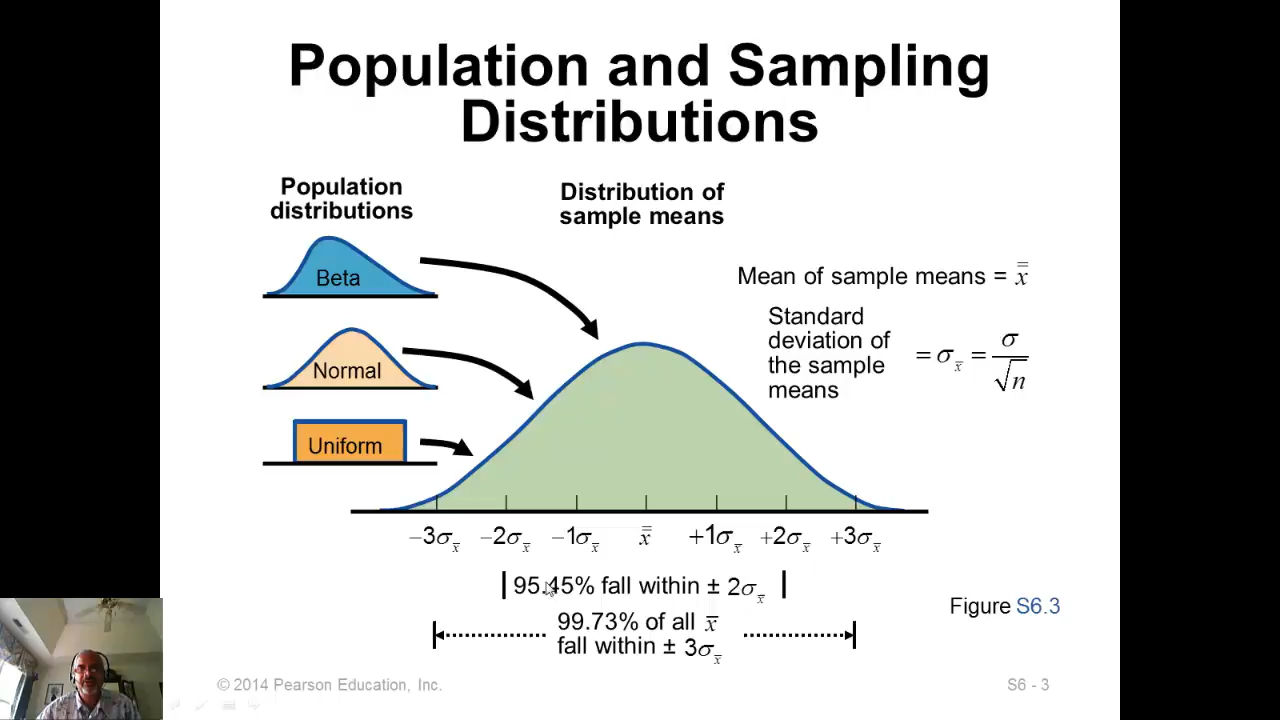 Population and Sampling
Distributions
Population
distributions
Distribution of
sample means
Beta
Normal
Uniform
Mean of sample means = x̿
Standard
deviation of
the sample
means
= σx̄ = σ/√n
−3σx̄ −2σx̄ −1σx̄ x̿ +1σx̄ +2σx̄ +3σx̄
95.45% fall within ± 2σx̄
99.73% of all x̄
fall within ± 3σx̄
Figure S6.3
© 2014 Pearson Education, Inc.
S6 - 3